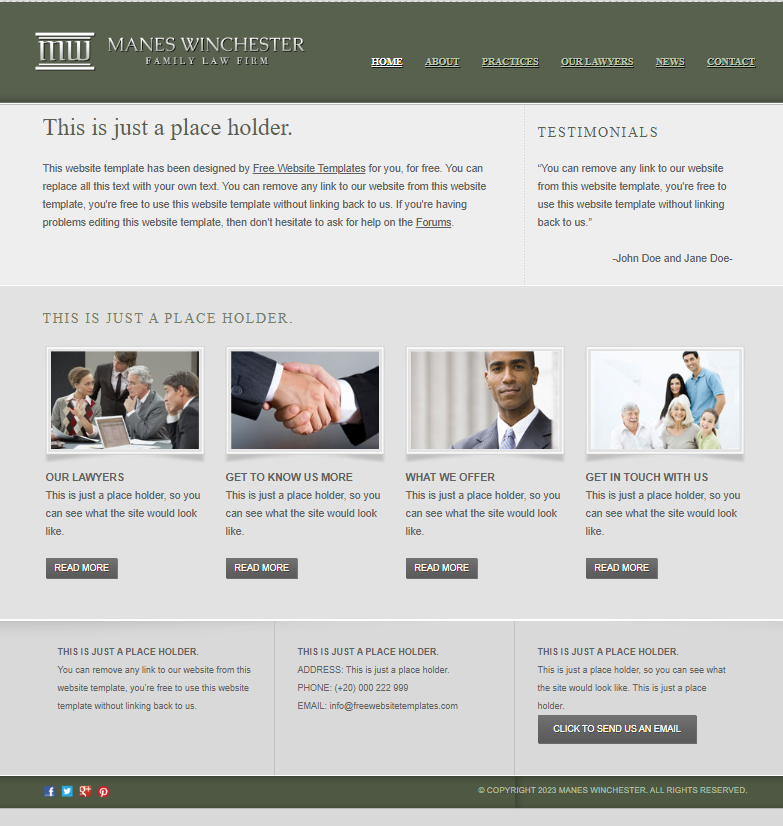 MW MANES WINCHESTER
FAMILY LAW FIRM
HOME ABOUT PRACTICES OUR LAWYERS NEWS CONTACT
This is just a place holder.
This website template has been designed by Free Website Templates for you, for free. You can
replace all this text with your own text. You can remove any link to our website from this website
template, you're free to use this website template without linking back to us. If you're having
problems editing this website template, then don't hesitate to ask for help on the Forums.
TESTIMONIALS
“You can remove any link to our website
from this website template, you're free to
use this website template without linking
back to us.”
-John Doe and Jane Doe-
THIS IS JUST A PLACE HOLDER.
OUR LAWYERS
This is just a place holder, so you
can see what the site would look
like.
READ MORE
GET TO KNOW US MORE
This is just a place holder, so you
can see what the site would look
like.
READ MORE
WHAT WE OFFER
This is just a place holder, so you
can see what the site would look
like.
READ MORE
GET IN TOUCH WITH US
This is just a place holder, so you
can see what the site would look
like.
READ MORE
THIS IS JUST A PLACE HOLDER.
You can remove any link to our website from this
website template, you're free to use this website
template without linking back to us.
THIS IS JUST A PLACE HOLDER.
ADDRESS: This is just a place holder.
PHONE: (+20) 000 222 999
EMAIL: info@freewebsitetemplates.com
THIS IS JUST A PLACE HOLDER.
This is just a place holder, so you can see what
the site would look like. This is just a place
holder.
CLICK TO SEND US AN EMAIL
© COPYRIGHT 2023 MANES WINCHESTER. ALL RIGHTS RESERVED.